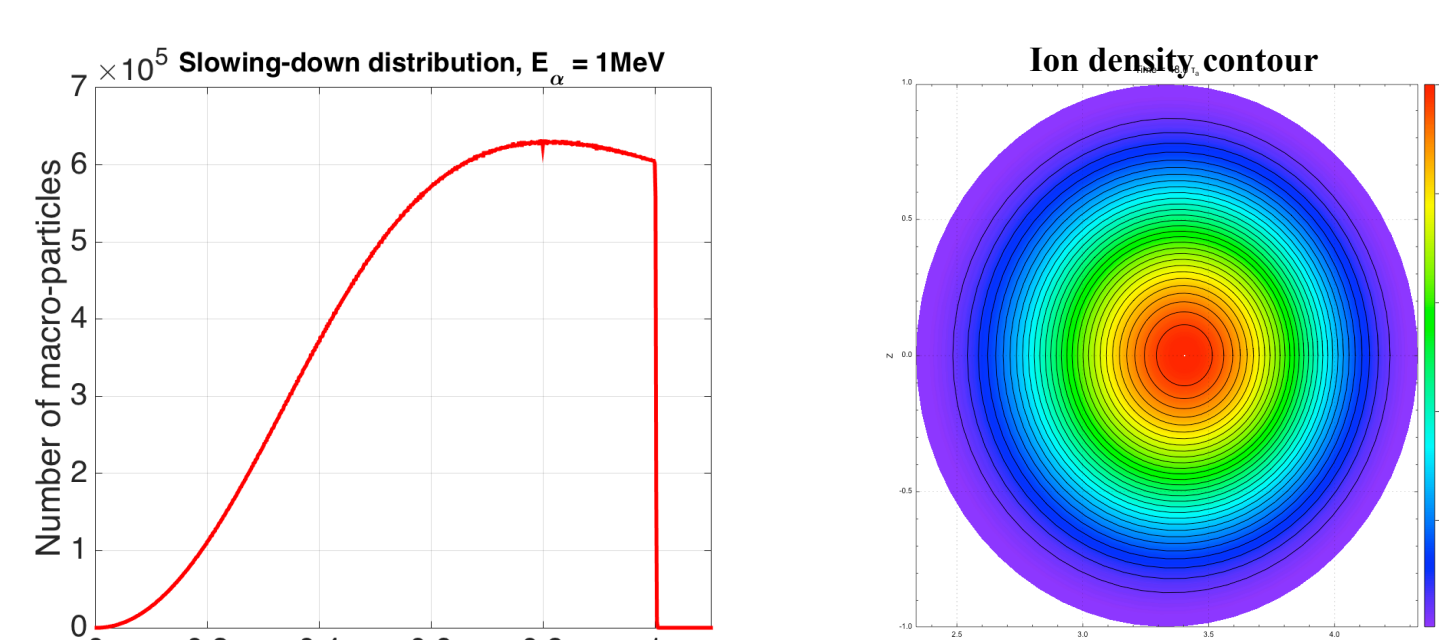 Slowing-down distribution, Eα = 1MeV
×10⁵
7
6
5
4
3
2
1
0
Number of macro-particles
Ion density contour
1.0
0.5
0.0
-0.5
-1.0
Z
2.5 3.0 3.5 4.0